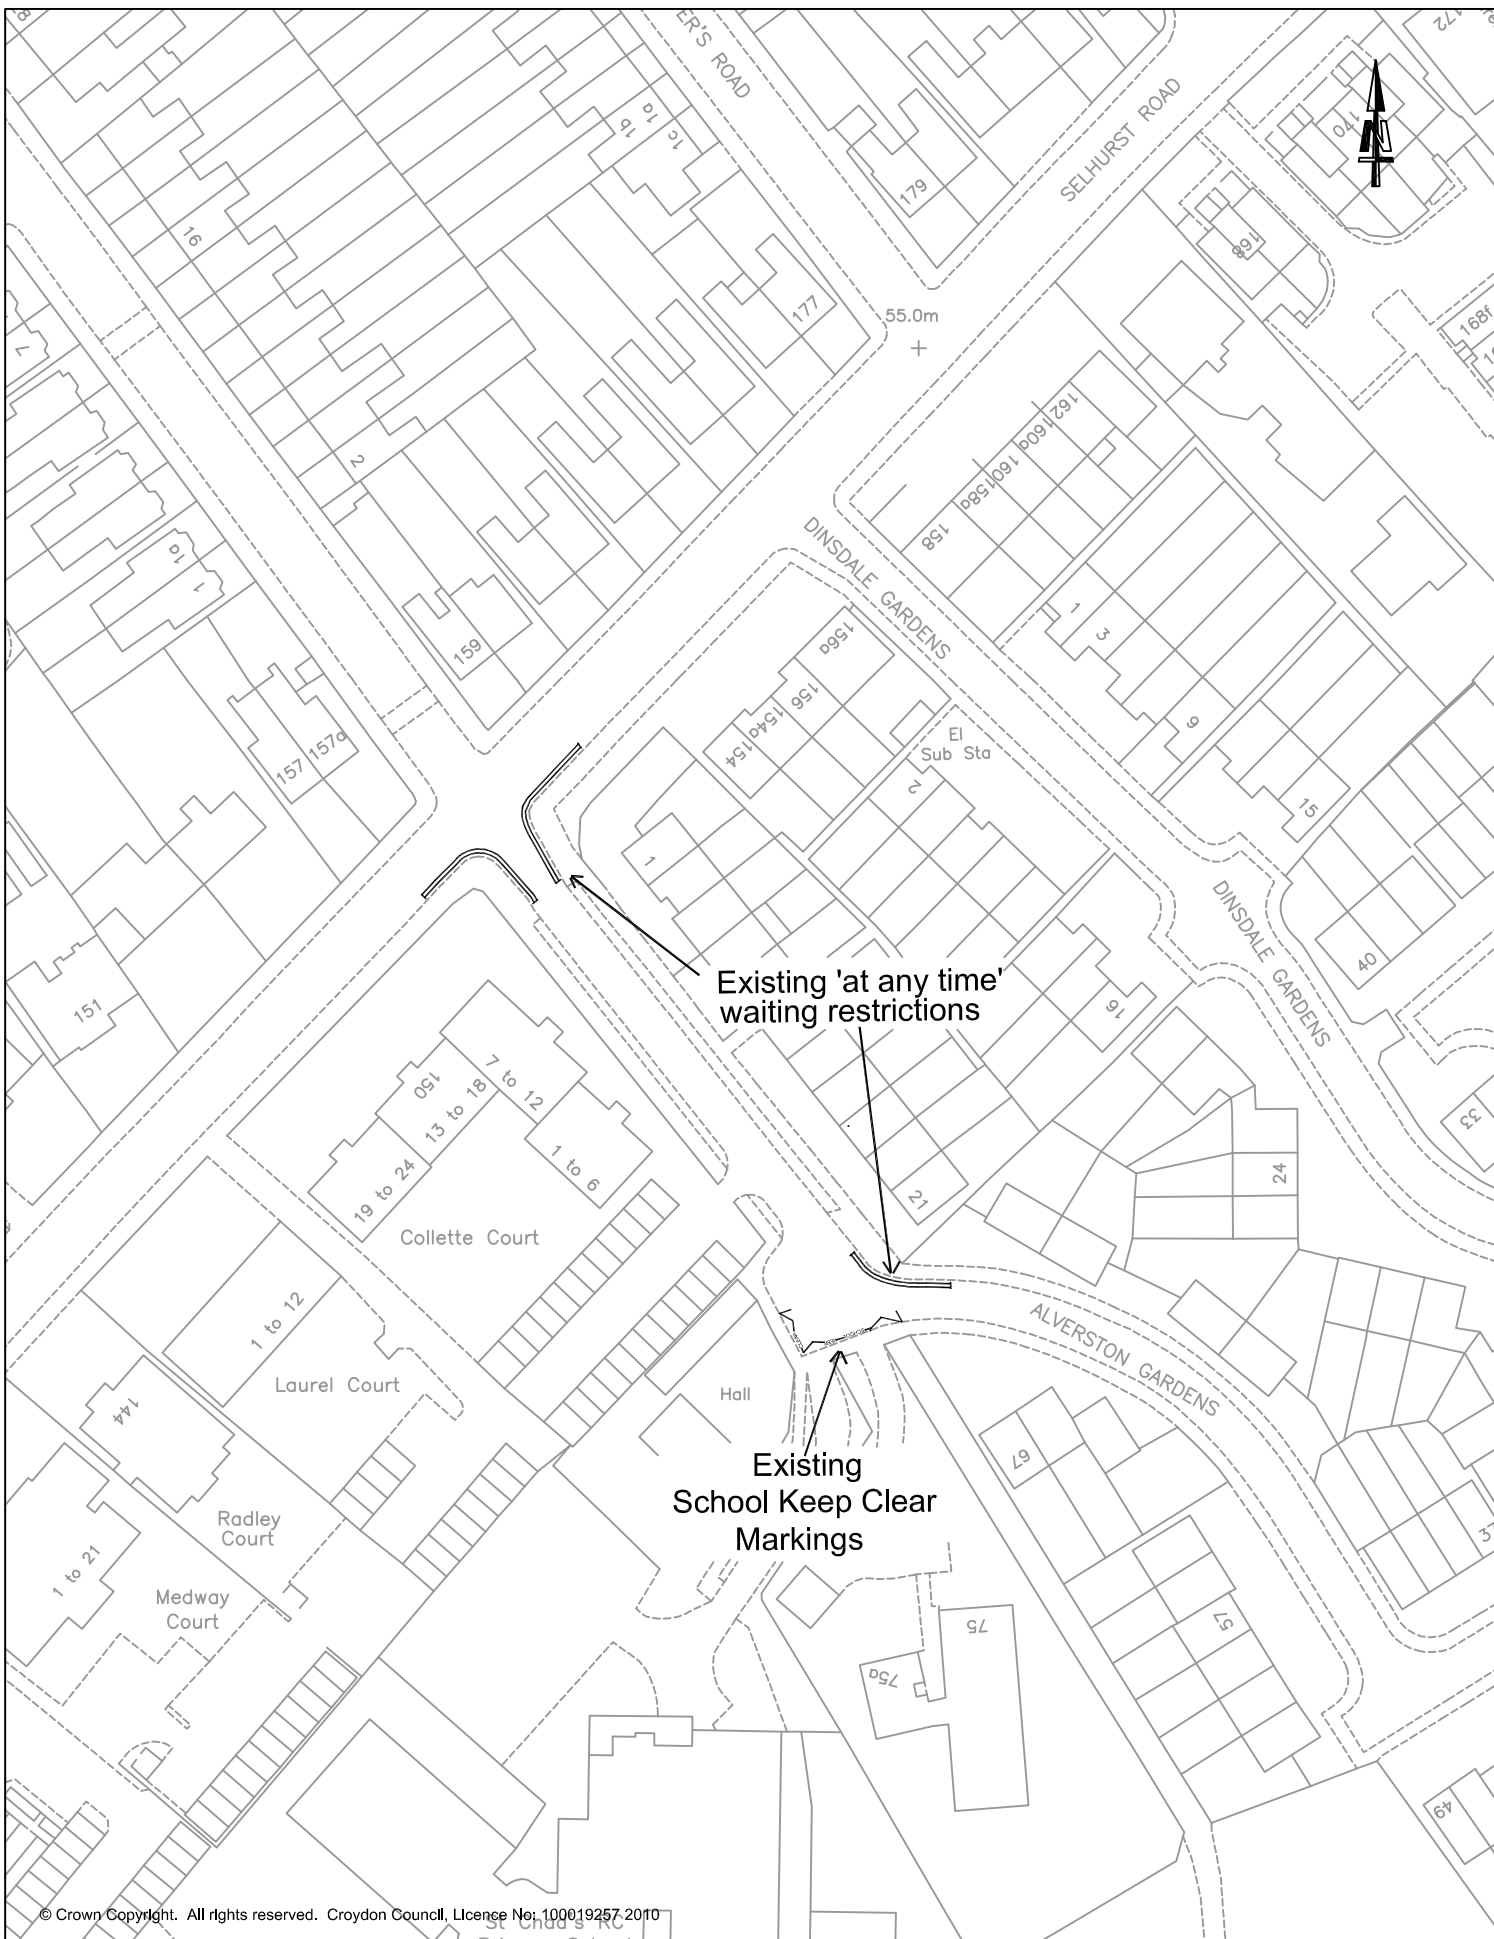 ER'S ROAD
SELHURST ROAD
172
170
N
1c
1a
1b
179
168
16
177
55.0m
168f
7
162
160a
160
158a
158
2
1a
1
DINSDALE GARDENS
159
156a
156
154a
154
1
3
9
157
157a
El
Sub Sta
2
15
1
DINSDALE GARDENS
40
151
Existing 'at any time'
waiting restrictions
16
150
7 to 12
13 to 18
1 to 6
19 to 24
33
24
21
Collette Court
1 to 12
ALVERSTON GARDENS
Laurel Court
Hall
144
67
Existing
School Keep Clear
Markings
Radley
Court
1 to 21
Medway
Court
37
57
75
75a
49
© Crown Copyright. All rights reserved. Croydon Council, Licence No: 100019257 2010
St Chad's RC